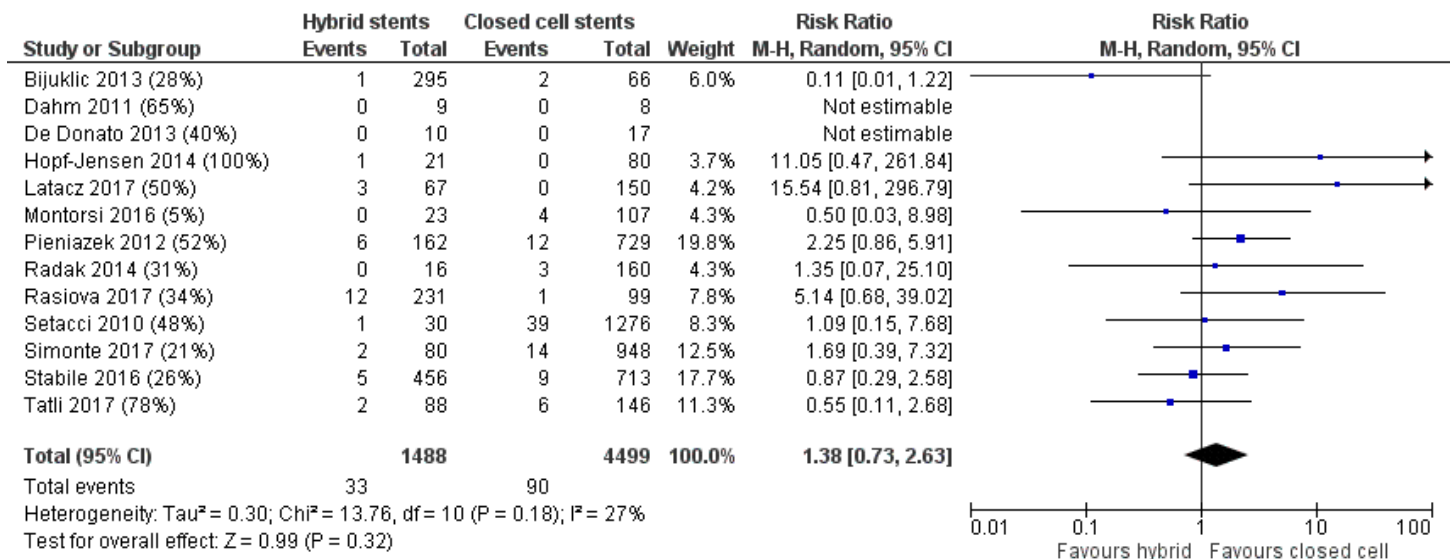 Hybrid stents Closed cell stents Risk Ratio Risk Ratio
Study or Subgroup Events Total Events Total Weight M-H, Random, 95% CI M-H, Random, 95% CI
Bijuklic 2013 (28%) 1 295 2 66 6.0% 0.11 [0.01, 1.22]
Dahm 2011 (65%) 0 9 0 8 Not estimable
De Donato 2013 (40%) 0 10 0 17 Not estimable
Hopf-Jensen 2014 (100%) 1 21 0 80 3.7% 11.05 [0.47, 261.84]
Latacz 2017 (50%) 3 67 0 150 4.2% 15.54 [0.81, 296.79]
Montorsi 2016 (5%) 0 23 4 107 4.3% 0.50 [0.03, 8.98]
Pieniazek 2012 (52%) 6 162 12 729 19.8% 2.25 [0.86, 5.91]
Radak 2014 (31%) 0 16 3 160 4.3% 1.35 [0.07, 25.10]
Rasiova 2017 (34%) 12 231 1 99 7.8% 5.14 [0.68, 39.02]
Setacci 2010 (48%) 1 30 39 1276 8.3% 1.09 [0.15, 7.68]
Simonte 2017 (21%) 2 80 14 948 12.5% 1.69 [0.39, 7.32]
Stabile 2016 (26%) 5 456 9 713 17.7% 0.87 [0.29, 2.58]
Tatli 2017 (78%) 2 88 6 146 11.3% 0.55 [0.11, 2.68]
Total (95% CI) 1488 4499 100.0% 1.38 [0.73, 2.63]
Total events 33 90
Heterogeneity: Tau² = 0.30; Chi² = 13.76, df = 10 (P = 0.18); I² = 27%
Test for overall effect: Z = 0.99 (P = 0.32)
0.01 0.1 1 10 100
Favours hybrid Favours closed cell